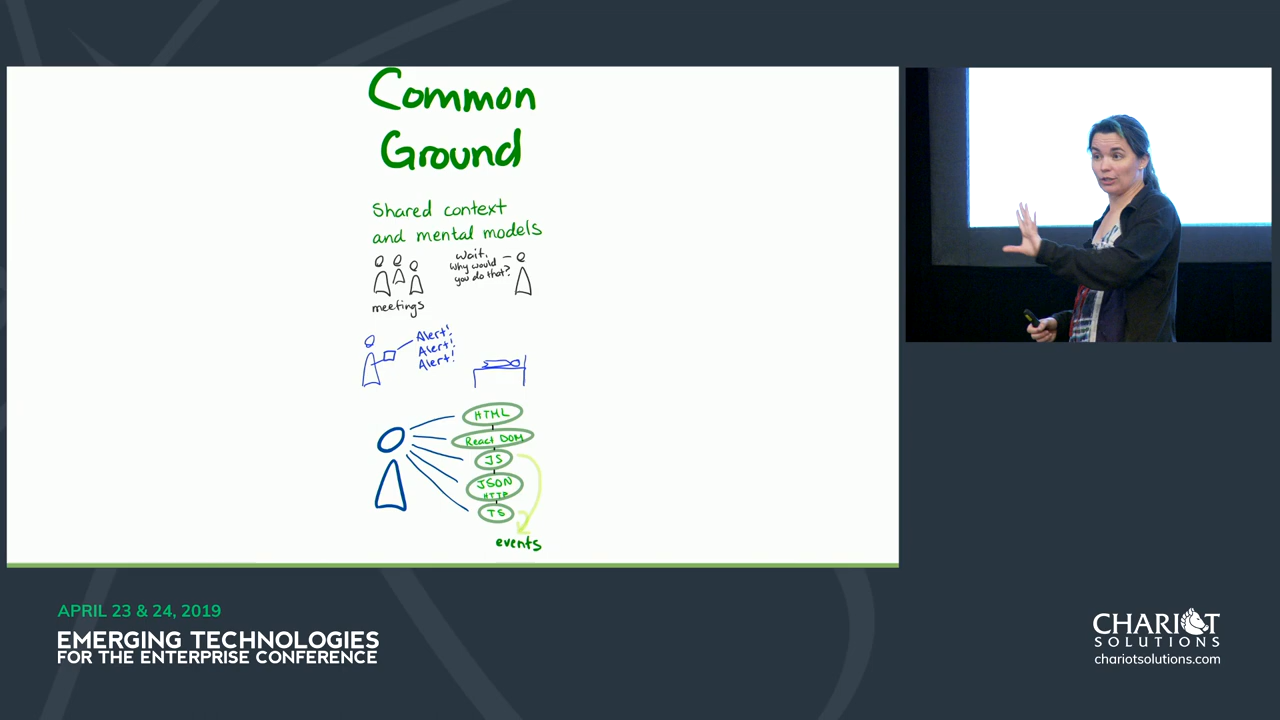 Common
Ground
Shared context
and mental models
Wait.
Why would
you do that?
meetings
Alert!
Alert!
Alert!
HTML
React DOM
JS
JSON
HTTP
TS
events
APRIL 23 & 24, 2019
EMERGING TECHNOLOGIES
FOR THE ENTERPRISE CONFERENCE
CHARIOT
SOLUTIONS
chariotsolutions.com